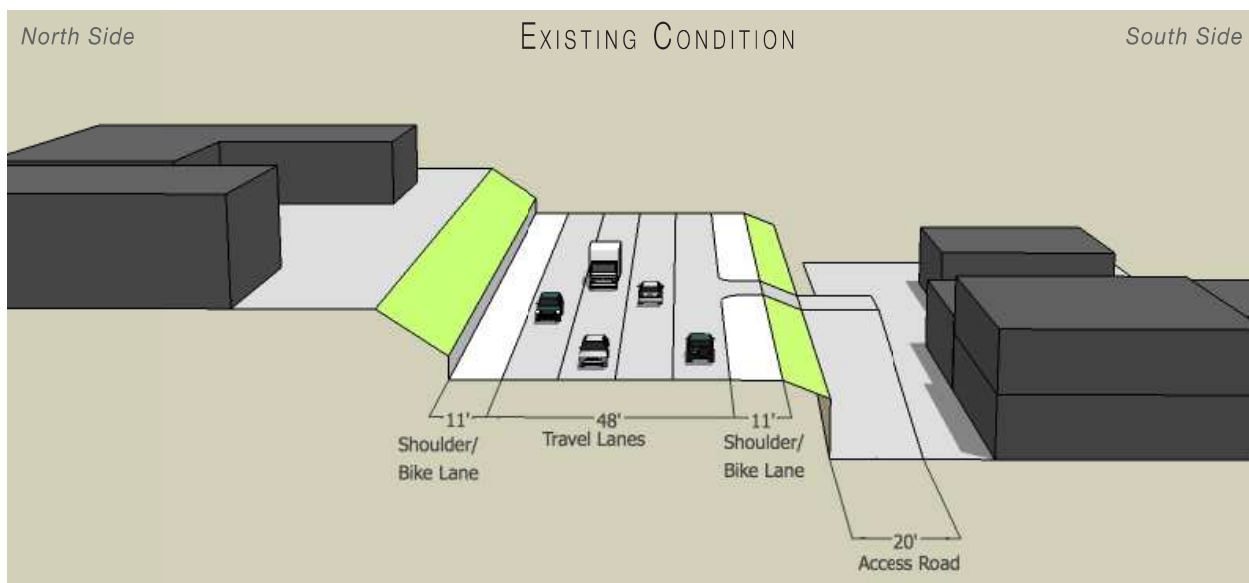 North Side
EXISTING CONDITION
South Side
11'
Shoulder/
Bike Lane
48'
Travel Lanes
11'
Shoulder/
Bike Lane
20'
Access Road